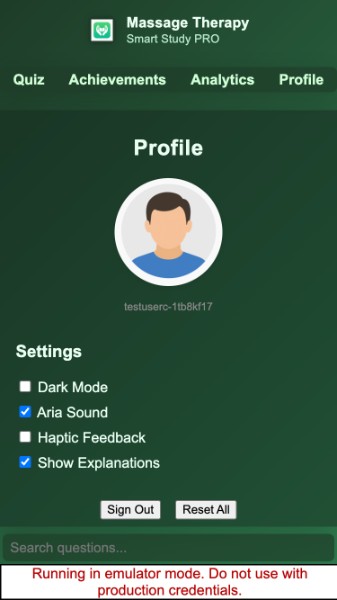 Massage Therapy
Smart Study PRO
Quiz Achievements Analytics Profile
Profile
testuserc-1tb8kf17
Settings
Dark Mode
Aria Sound
Haptic Feedback
Show Explanations
Sign Out Reset All
Search questions...
Running in emulator mode. Do not use with
production credentials.